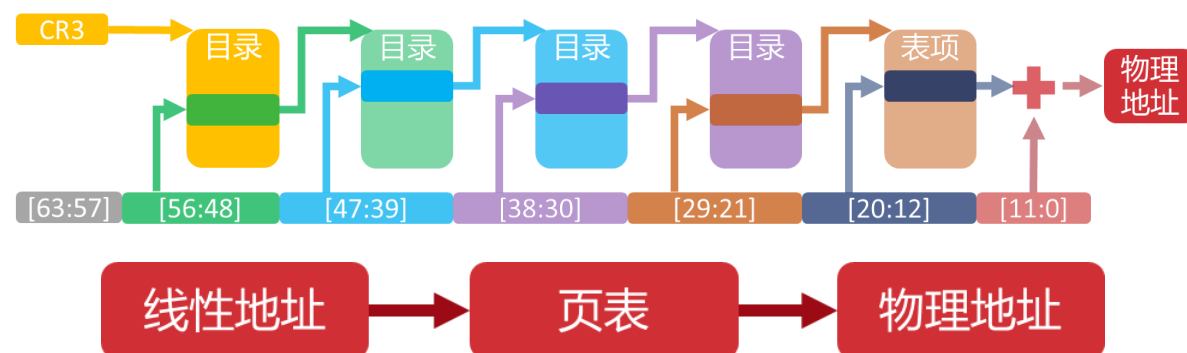 CR3
目录
目录
目录
目录
表项
物理
地址
[63:57]
[56:48]
[47:39]
[38:30]
[29:21]
[20:12]
[11:0]
线性地址
页表
物理地址